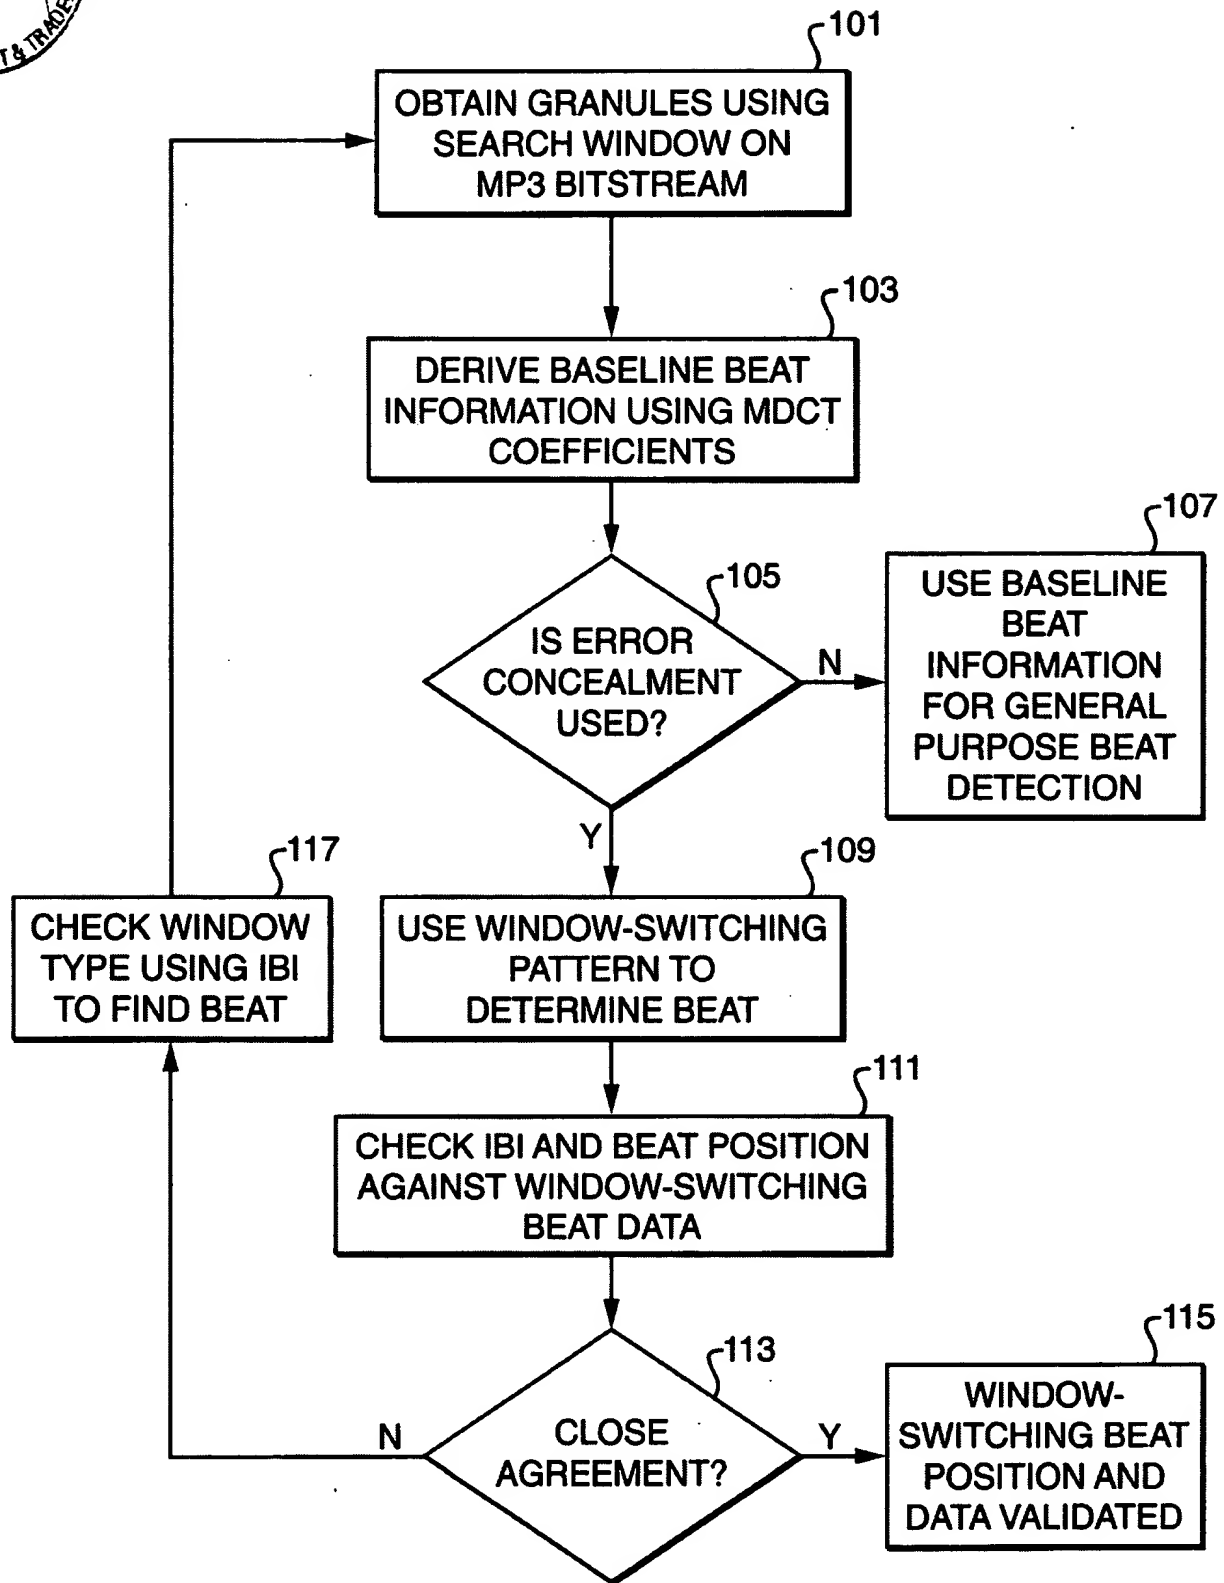 T & TRADE
101
OBTAIN GRANULES USING
SEARCH WINDOW ON
MP3 BITSTREAM
103
DERIVE BASELINE BEAT
INFORMATION USING MDCT
COEFFICIENTS
105
IS ERROR
CONCEALMENT
USED?
N
107
USE BASELINE
BEAT
INFORMATION
FOR GENERAL
PURPOSE BEAT
DETECTION
Y
117
CHECK WINDOW
TYPE USING IBI
TO FIND BEAT
109
USE WINDOW-SWITCHING
PATTERN TO
DETERMINE BEAT
111
CHECK IBI AND BEAT POSITION
AGAINST WINDOW-SWITCHING
BEAT DATA
113
CLOSE
AGREEMENT?
N
Y
115
WINDOW-
SWITCHING BEAT
POSITION AND
DATA VALIDATED